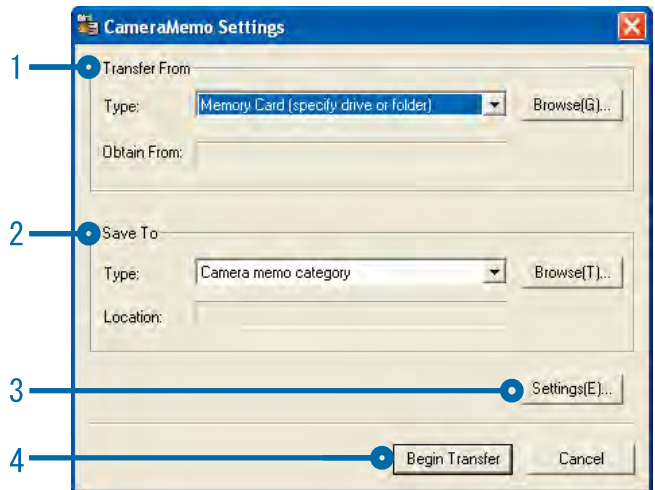 CameraMemo Settings
1 Transfer From
Type: Memory Card (specify drive or folder) Browse(G)...
Obtain From:
2 Save To
Type: Camera memo category Browse(T)...
Location:
3 Settings(E)...
4 Begin Transfer Cancel